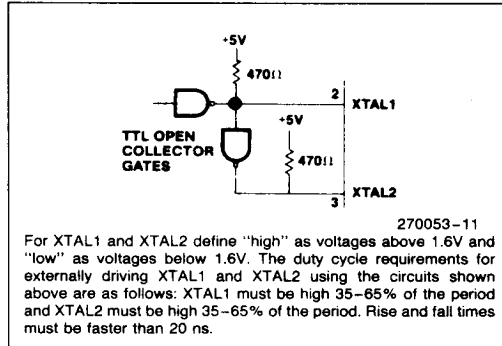 +5V
470Ω
2
XTAL1
+5V
TTL OPEN
COLLECTOR
GATES
470Ω
XTAL2
3
270053-11
For XTAL1 and XTAL2 define "high" as voltages above 1.6V and
"low" as voltages below 1.6V. The duty cycle requirements for
externally driving XTAL1 and XTAL2 using the circuits shown
above are as follows: XTAL1 must be high 35–65% of the period
and XTAL2 must be high 35–65% of the period. Rise and fall times
must be faster than 20 ns.